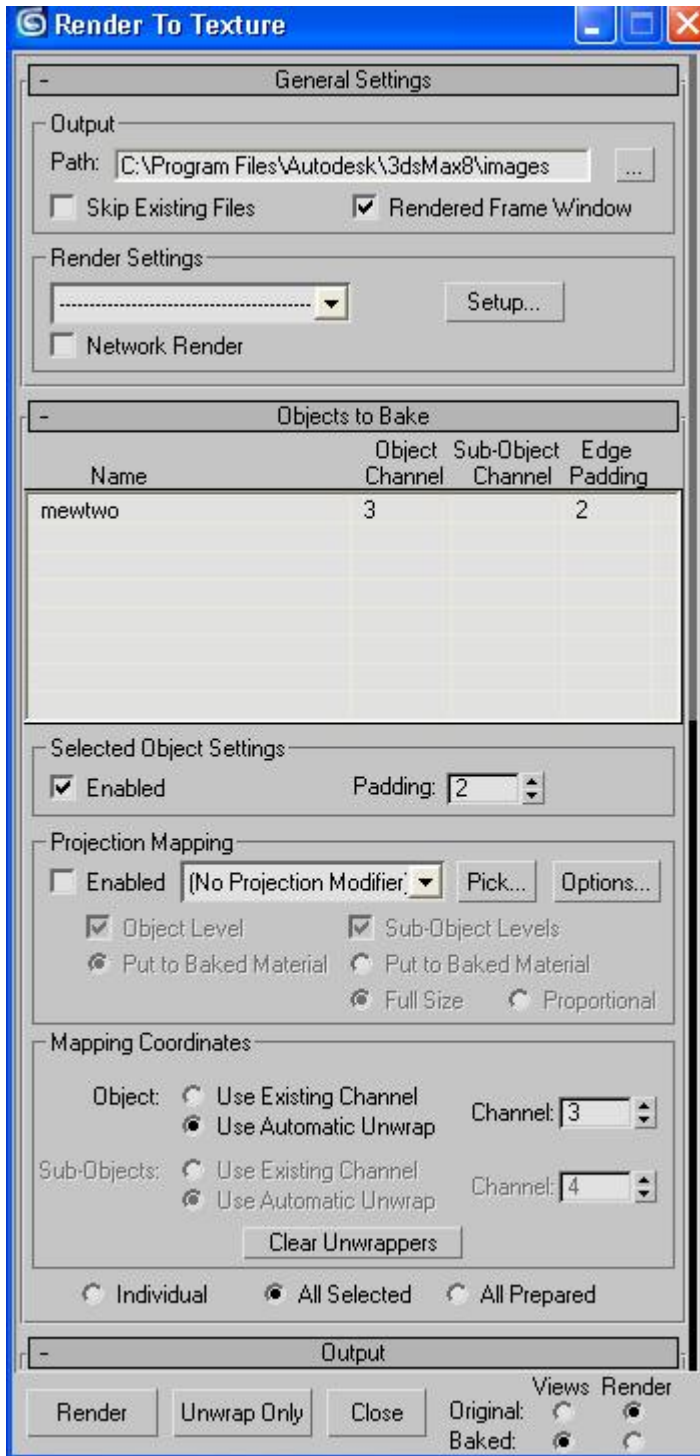 Render To Texture
- General Settings
Output
Path: C:\Program Files\Autodesk\3dsMax8\images ...
Skip Existing Files Rendered Frame Window
Render Settings
--------------------------------------- Setup...
Network Render
- Objects to Bake
Object Sub-Object Edge
Name Channel Channel Padding
mewtwo 3 2
Selected Object Settings
Enabled Padding: 2
Projection Mapping
Enabled (No Projection Modifier) Pick... Options...
Object Level Sub-Object Levels
Put to Baked Material Put to Baked Material
Full Size Proportional
Mapping Coordinates
Object: Use Existing Channel
Use Automatic Unwrap Channel: 3
Sub-Objects: Use Existing Channel
Use Automatic Unwrap Channel: 4
Clear Unwrappers
Individual All Selected All Prepared
- Output
Views Render
Render Unwrap Only Close Original:
Baked: